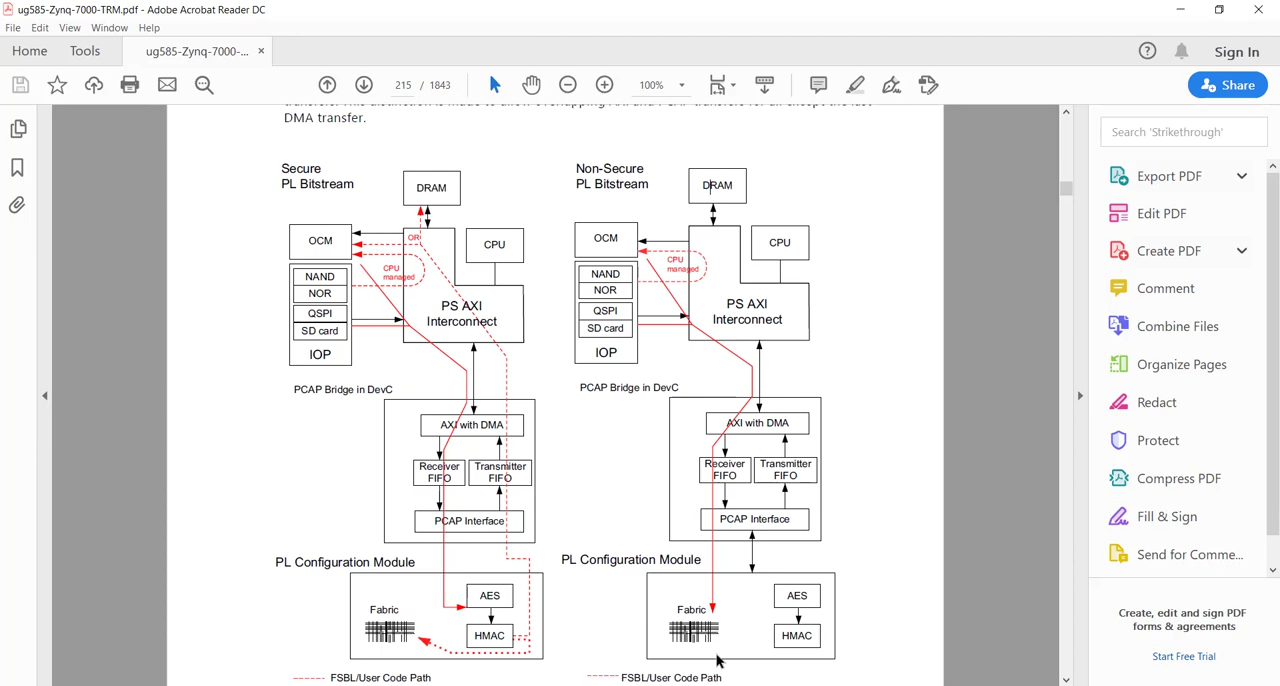 ug585-Zynq-7000-TRM.pdf - Adobe Acrobat Reader DC
File Edit View Window Help
Home Tools ug585-Zynq-7000-... × Sign In
215 / 1843 100% Share
DMA transfer.
Secure
PL Bitstream
DRAM
OCM
OR
CPU
CPU
managed
NAND
NOR
QSPI
SD card
IOP
PS AXI
Interconnect
PCAP Bridge in DevC
AXI with DMA
Receiver
FIFO
Transmitter
FIFO
PCAP Interface
PL Configuration Module
Fabric
AES
HMAC
FSBL/User Code Path
Non-Secure
PL Bitstream
DRAM
OCM
CPU
CPU
managed
NAND
NOR
QSPI
SD card
IOP
PS AXI
Interconnect
PCAP Bridge in DevC
AXI with DMA
Receiver
FIFO
Transmitter
FIFO
PCAP Interface
PL Configuration Module
Fabric
AES
HMAC
FSBL/User Code Path
Search 'Strikethrough'
Export PDF
Edit PDF
Create PDF
Comment
Combine Files
Organize Pages
Redact
Protect
Compress PDF
Fill & Sign
Send for Comme...
Create, edit and sign PDF
forms & agreements
Start Free Trial